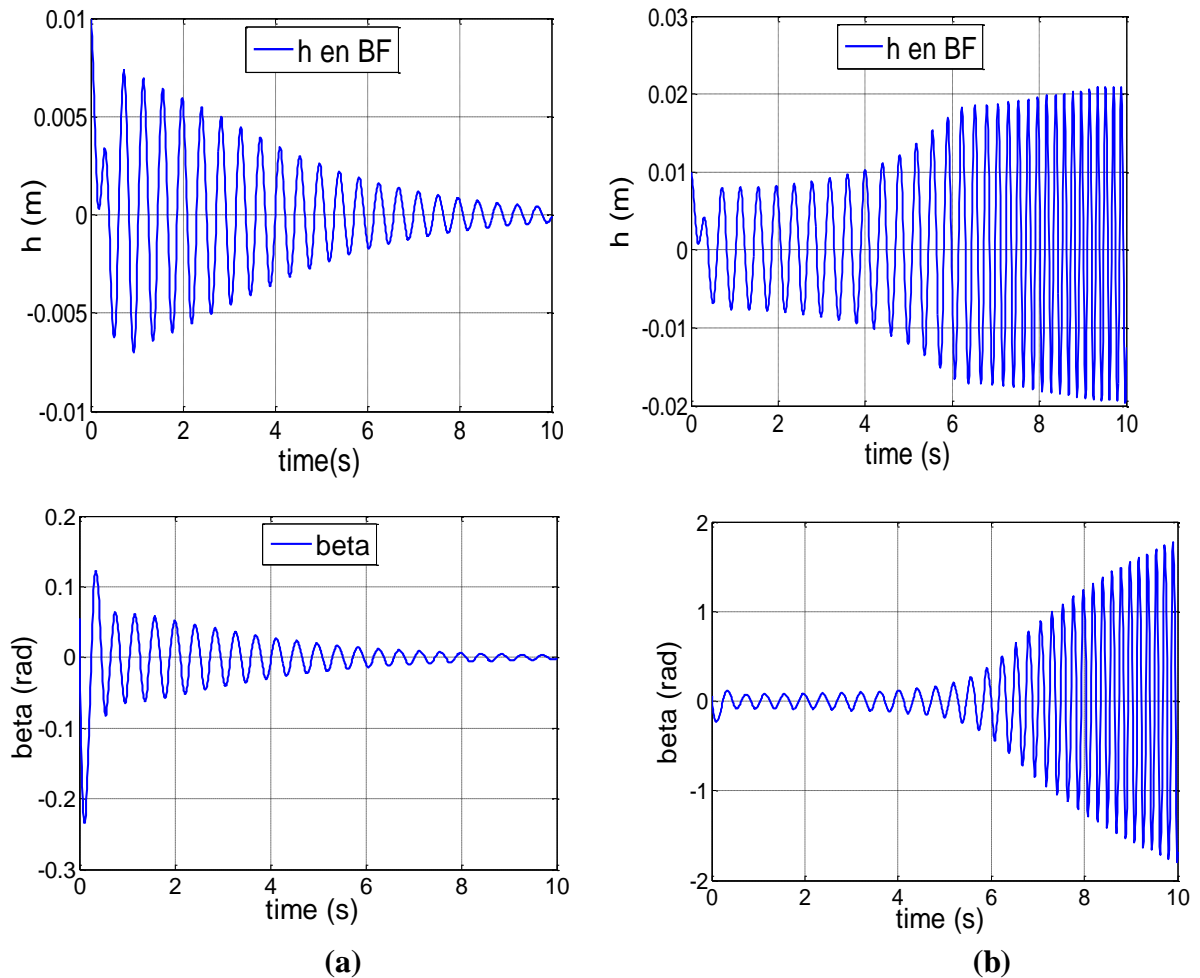 0.01
0.005
0
-0.005
-0.01
h (m)
h en BF
0 2 4 6 8 10
time(s)
0.03
0.02
0.01
0
-0.01
-0.02
h (m)
h en BF
0 2 4 6 8 10
time (s)
0.2
0.1
0
-0.1
-0.2
-0.3
beta (rad)
beta
0 2 4 6 8 10
time (s)
(a)
2
1
0
-1
-2
beta (rad)
0 2 4 6 8 10
time (s)
(b)